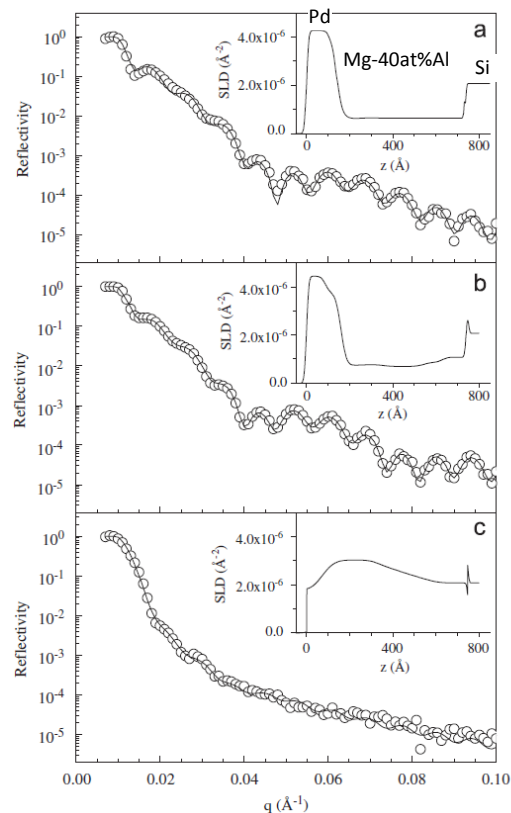 Pd
a
Mg-40at%Al
Si
SLD (Å⁻²)
4.0x10⁻⁶
2.0x10⁻⁶
0.0
0
400
800
z (Å)
Reflectivity
10⁰
10⁻¹
10⁻²
10⁻³
10⁻⁴
10⁻⁵
b
SLD (Å⁻²)
4.0x10⁻⁶
2.0x10⁻⁶
0.0
0
400
800
z (Å)
Reflectivity
10⁰
10⁻¹
10⁻²
10⁻³
10⁻⁴
10⁻⁵
c
SLD (Å⁻²)
4.0x10⁻⁶
2.0x10⁻⁶
0.0
0
400
800
z (Å)
Reflectivity
10⁰
10⁻¹
10⁻²
10⁻³
10⁻⁴
10⁻⁵
0.00 0.02 0.04 0.06 0.08 0.10
q (Å⁻¹)